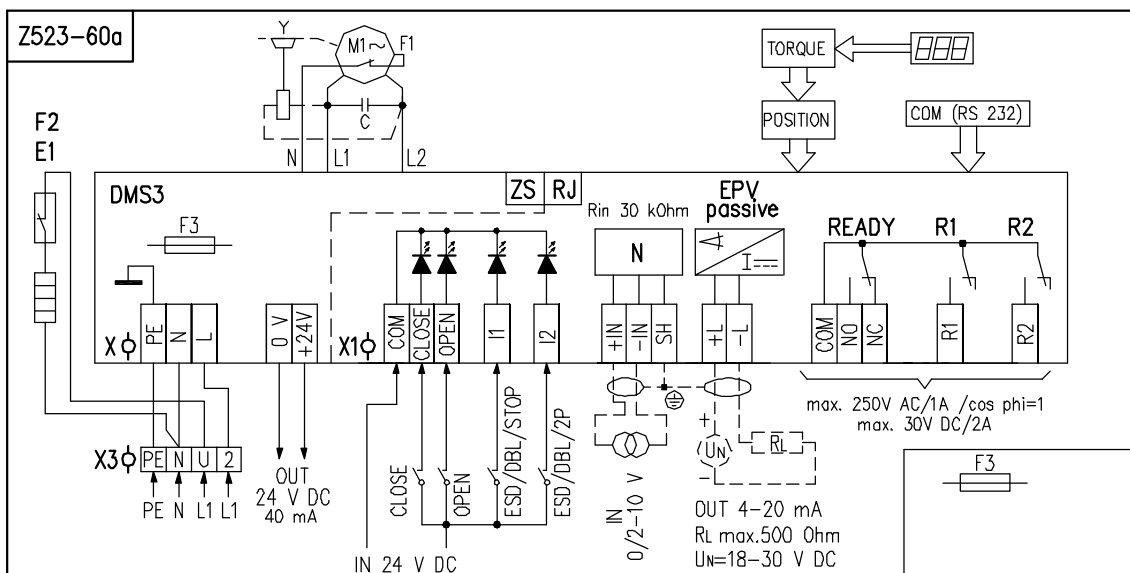 Z523-60a
Y
M1~
F1
C
N
L1
L2
TORQUE
POSITION
COM (RS 232)
F2
E1
DMS3
F3
ZS
RJ
Rin 30 kOhm
N
EPV
passive
I
READY
R1
R2
X
PE
N
L
0 V
+24V
X1
COM
CLOSE
OPEN
I1
I2
+IN
-IN
SH
+L
-L
COM
NO
NC
R1
R2
max. 250V AC/1A /cos phi=1
max. 30V DC/2A
X3
PE
N
U
2
PE N L1 L1
OUT
24 V DC
40 mA
CLOSE
OPEN
ESD/DBL/STOP
ESD/DBL/2P
IN 24 V DC
IN
0/2-10 V
+
UN
-
RL
OUT 4-20 mA
RL max.500 Ohm
UN=18-30 V DC
F3